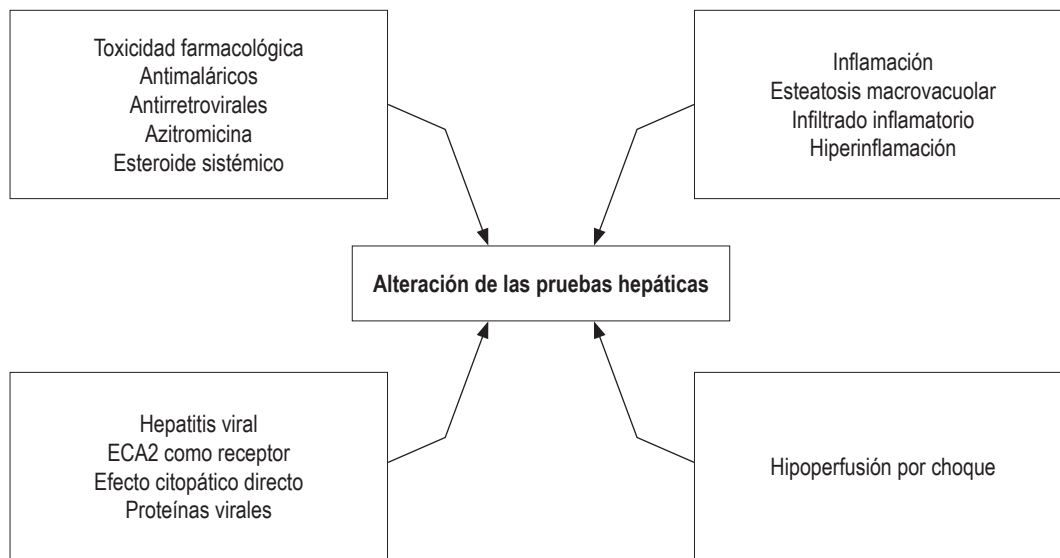 Toxicidad farmacológica
Antimaláricos
Antirretrovirales
Azitromicina
Esteroide sistémico
Inflamación
Esteatosis macrovacuolar
Infiltrado inflamatorio
Hiperinflamación
Alteración de las pruebas hepáticas
Hepatitis viral
ECA2 como receptor
Efecto citopático directo
Proteínas virales
Hipoperfusión por choque